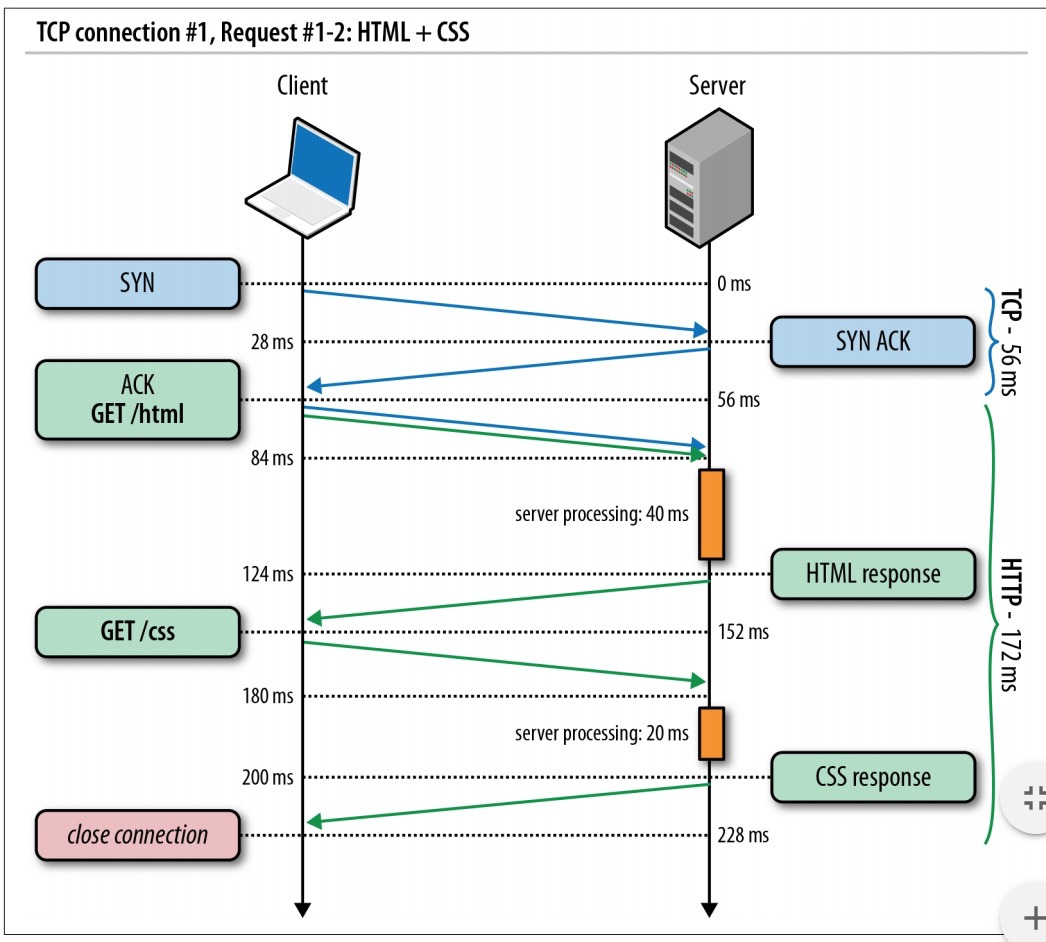 TCP connection #1, Request #1-2: HTML + CSS
Client
Server
SYN
0 ms
28 ms
SYN ACK
TCP - 56 ms
ACK
GET /html
56 ms
84 ms
server processing: 40 ms
124 ms
HTML response
HTTP - 172 ms
GET /css
152 ms
180 ms
server processing: 20 ms
200 ms
CSS response
close connection
228 ms